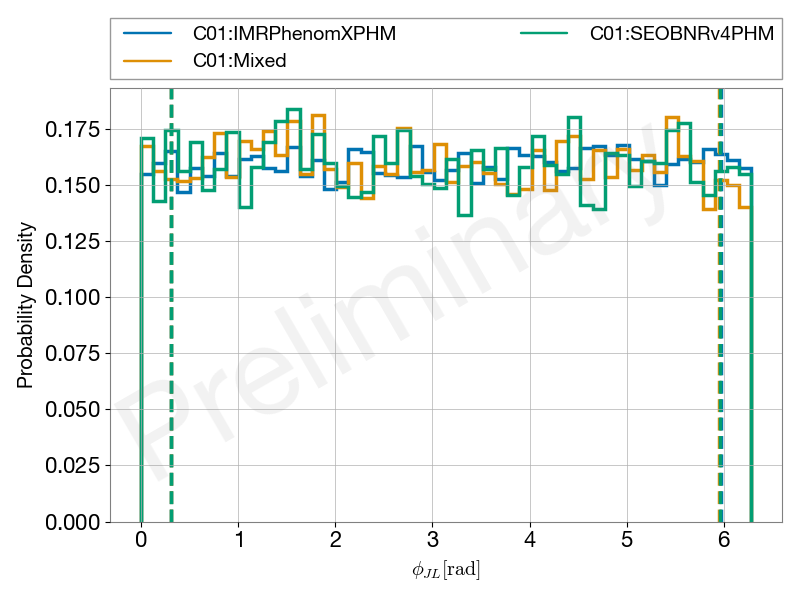 C01:IMRPhenomXPHM
C01:SEOBNRv4PHM
C01:Mixed
Probability Density
0.175
0.150
0.125
0.100
0.075
0.050
0.025
0.000
0 1 2 3 4 5 6
ϕ_JL[rad]
Preliminary